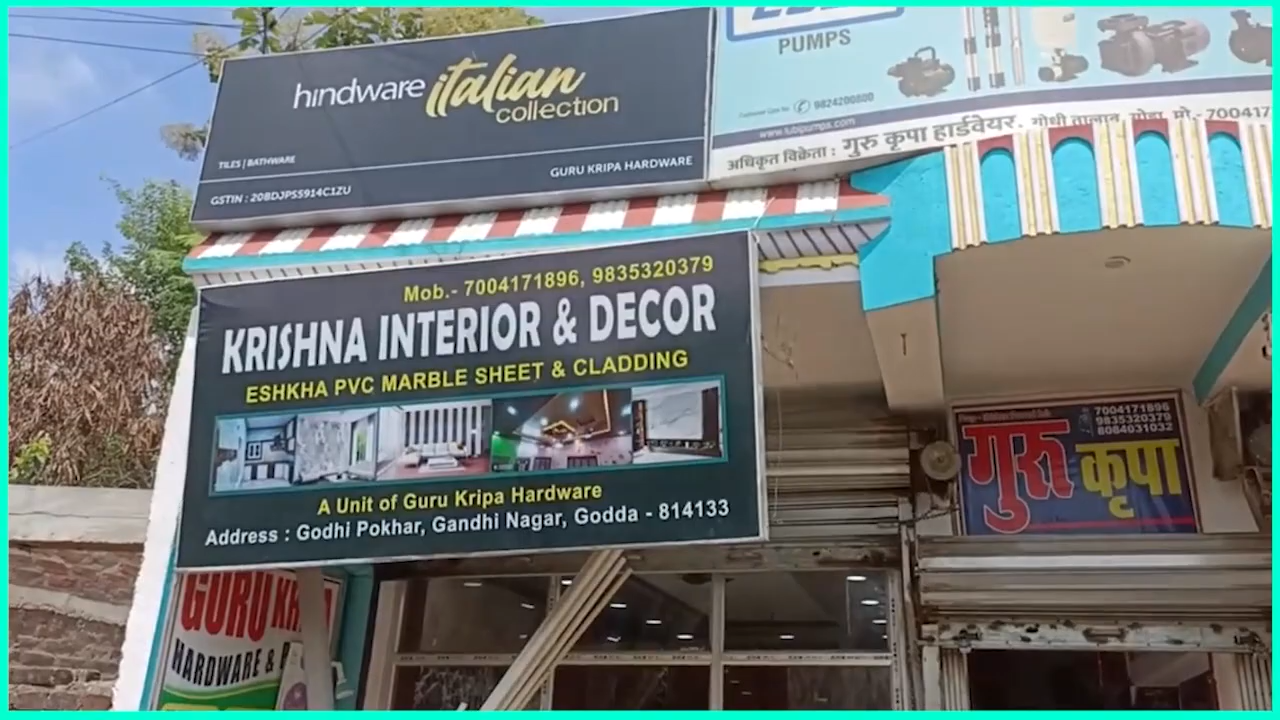 hindware italian
collection
TILES | BATHWARE
GURU KRIPA HARDWARE
GSTIN : 20BDJPS5914C1ZU
PUMPS
9824200800
www.lubipumps.com
अधिकृत विक्रेता : गुरु कृपा हार्डवेयर, गोधी तालाब, गोड्डा, मो.-700417
Mob.- 7004171896, 9835320379
KRISHNA INTERIOR & DECOR
ESHKHA PVC MARBLE SHEET & CLADDING
A Unit of Guru Kripa Hardware
Address : Godhi Pokhar, Gandhi Nagar, Godda - 814133
7004171896
9835320379
8084031032
गुरु कृपा
GURU
HARDWARE &